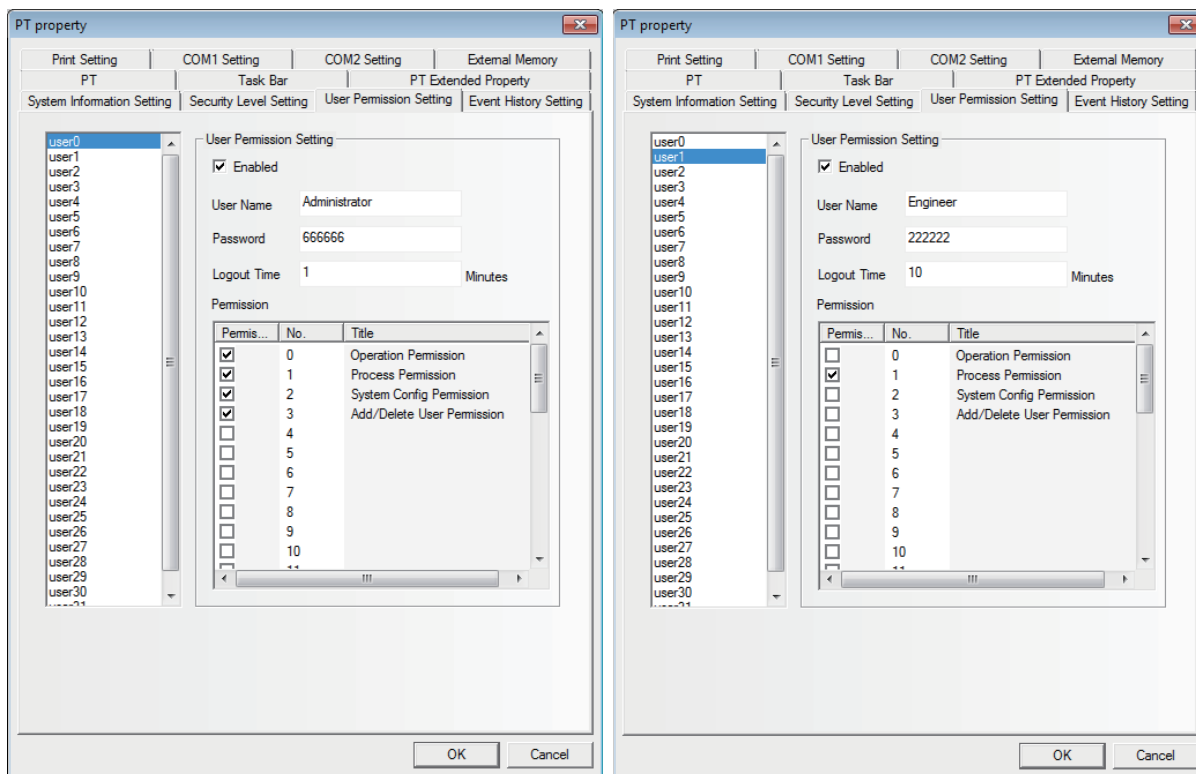 PT property
Print Setting COM1 Setting COM2 Setting External Memory
PT Task Bar PT Extended Property
System Information Setting Security Level Setting User Permission Setting Event History Setting
user0
user1
user2
user3
user4
user5
user6
user7
user8
user9
user10
user11
user12
user13
user14
user15
user16
user17
user18
user19
user20
user21
user22
user23
user24
user25
user26
user27
user28
user29
user30
user31
User Permission Setting
Enabled
User Name Administrator
Password 666666
Logout Time 1 Minutes
Permission
Permis... No. Title
0 Operation Permission
1 Process Permission
2 System Config Permission
3 Add/Delete User Permission
4
5
6
7
8
9
10
11
OK Cancel
PT property
Print Setting COM1 Setting COM2 Setting External Memory
PT Task Bar PT Extended Property
System Information Setting Security Level Setting User Permission Setting Event History Setting
user0
user1
user2
user3
user4
user5
user6
user7
user8
user9
user10
user11
user12
user13
user14
user15
user16
user17
user18
user19
user20
user21
user22
user23
user24
user25
user26
user27
user28
user29
user30
user31
User Permission Setting
Enabled
User Name Engineer
Password 222222
Logout Time 10 Minutes
Permission
Permis... No. Title
0 Operation Permission
1 Process Permission
2 System Config Permission
3 Add/Delete User Permission
4
5
6
7
8
9
10
11
OK Cancel